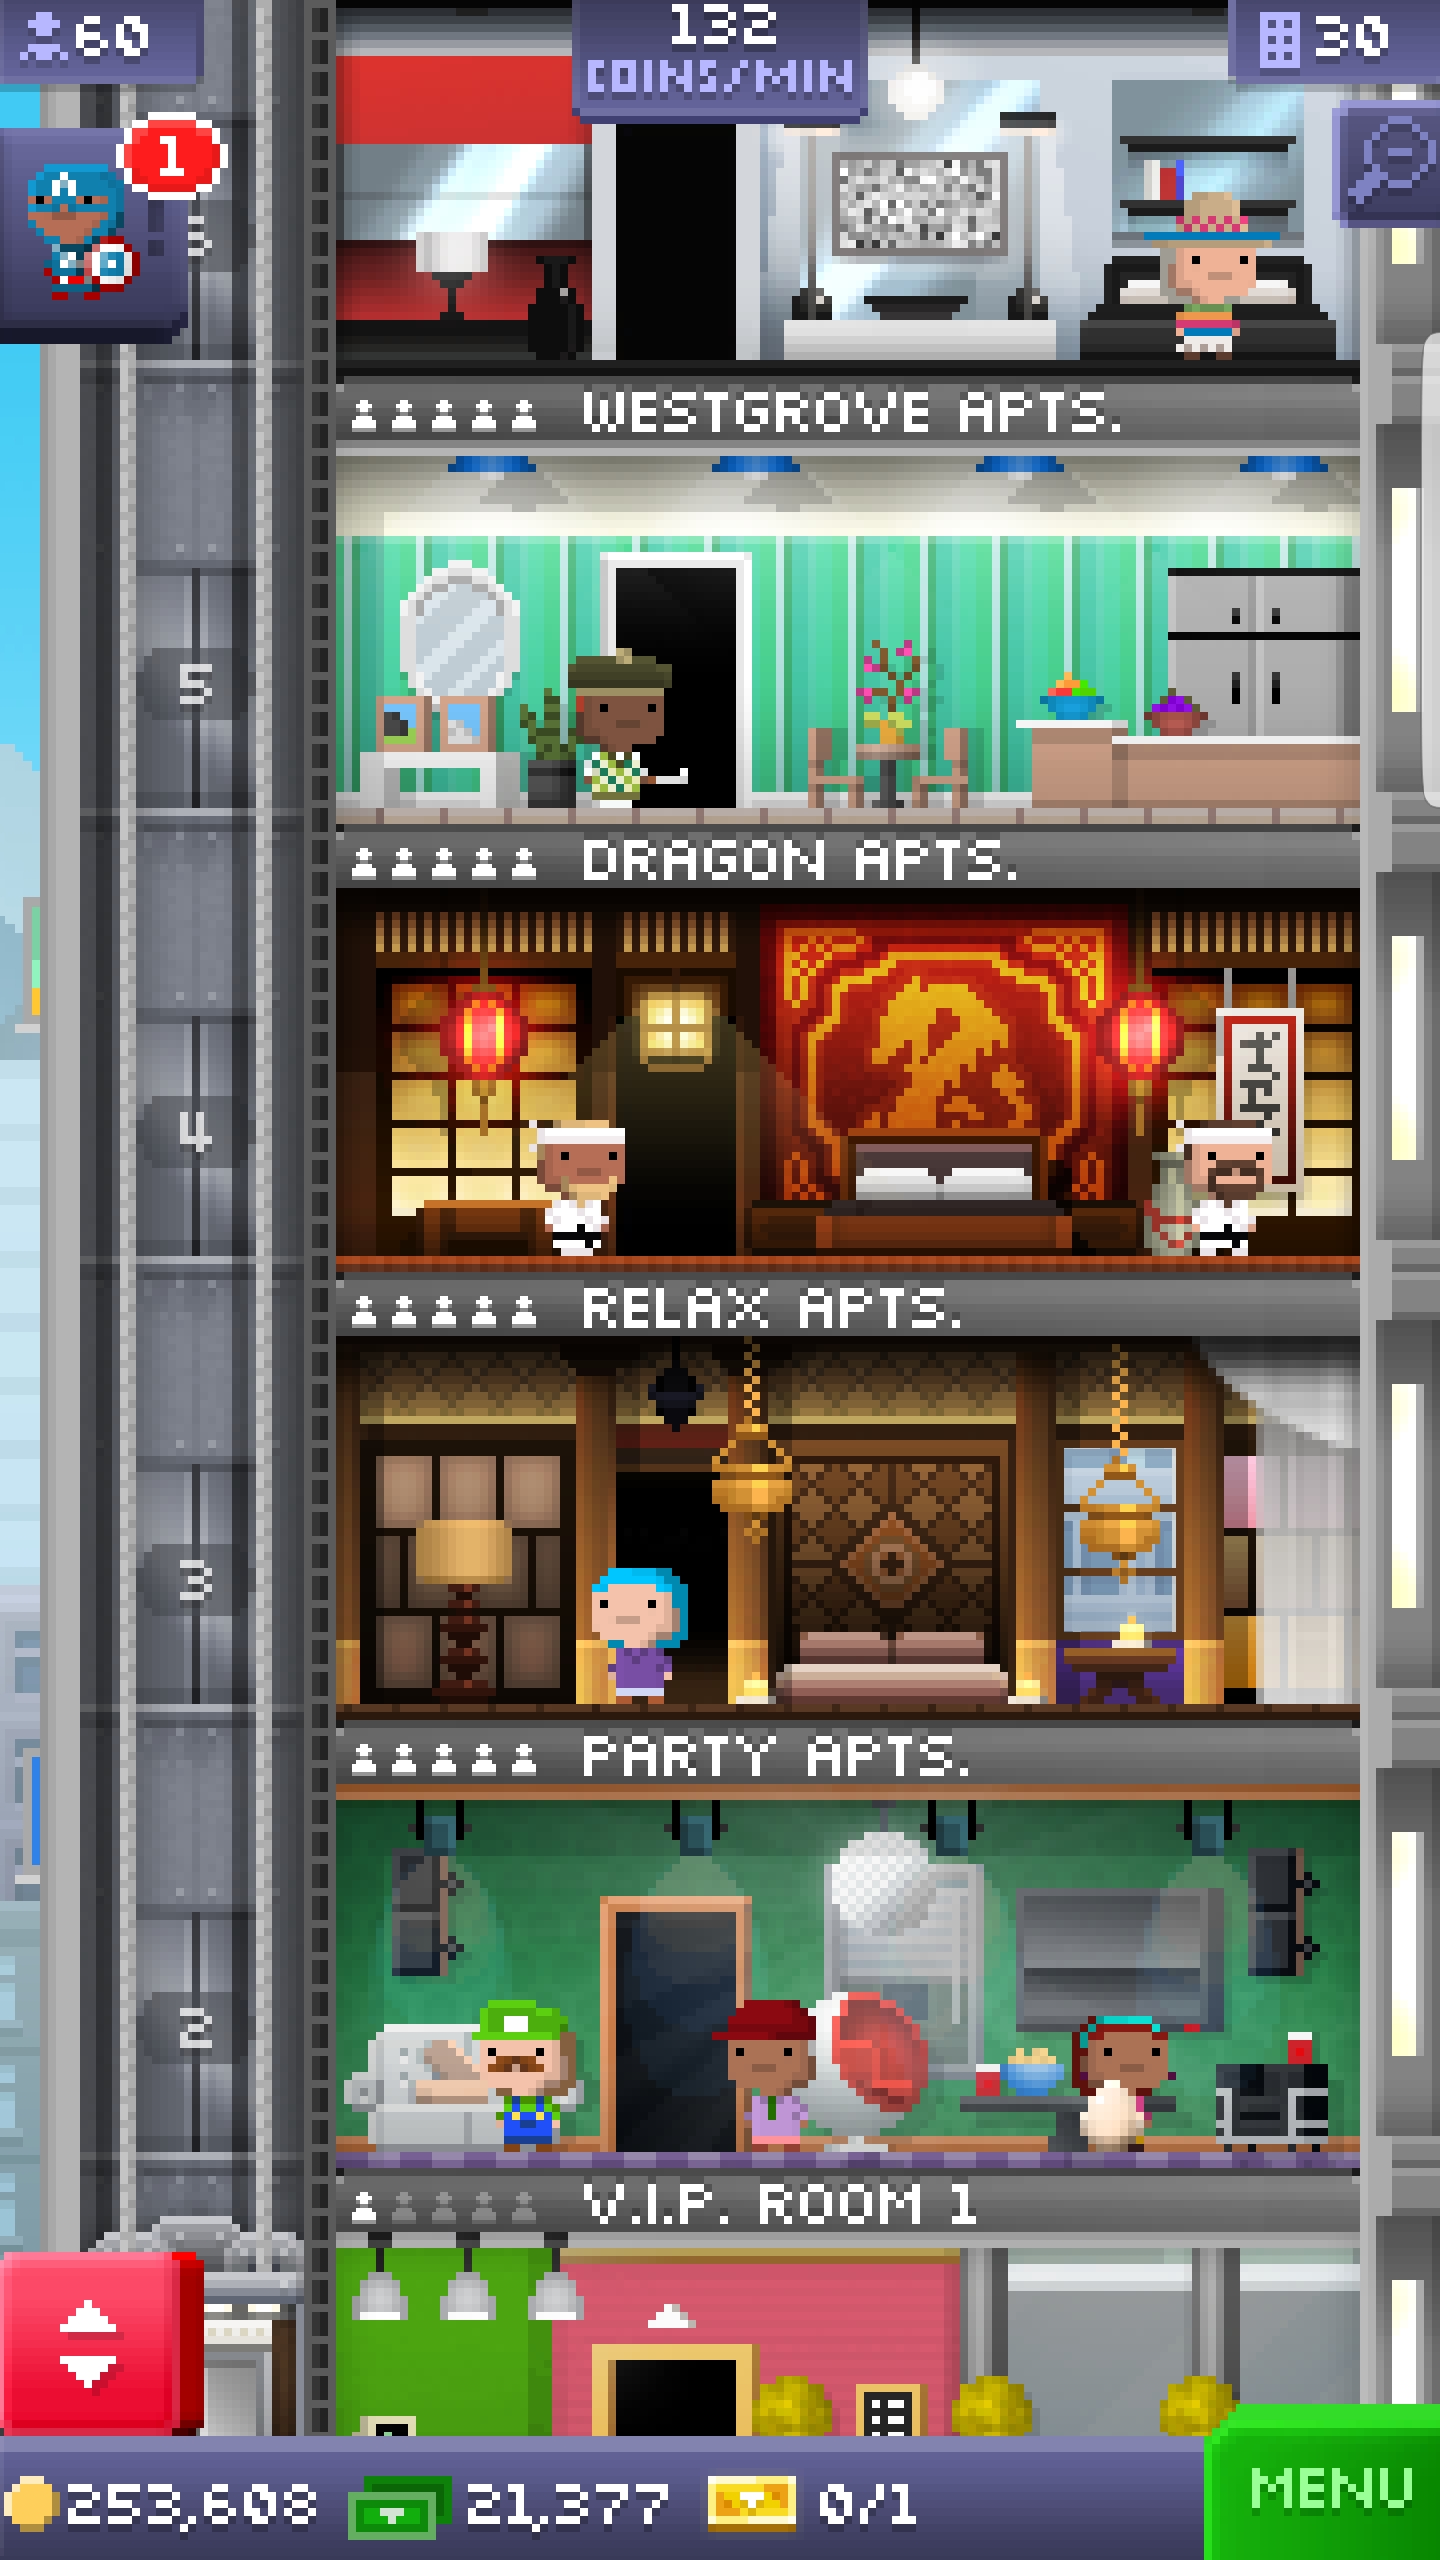 60
132
COINS/MIN
30
1
WESTGROVE APTS.
5
DRAGON APTS.
4
RELAX APTS.
3
PARTY APTS.
2
V.I.P. ROOM 1
253,608
21,377
0/1
MENU